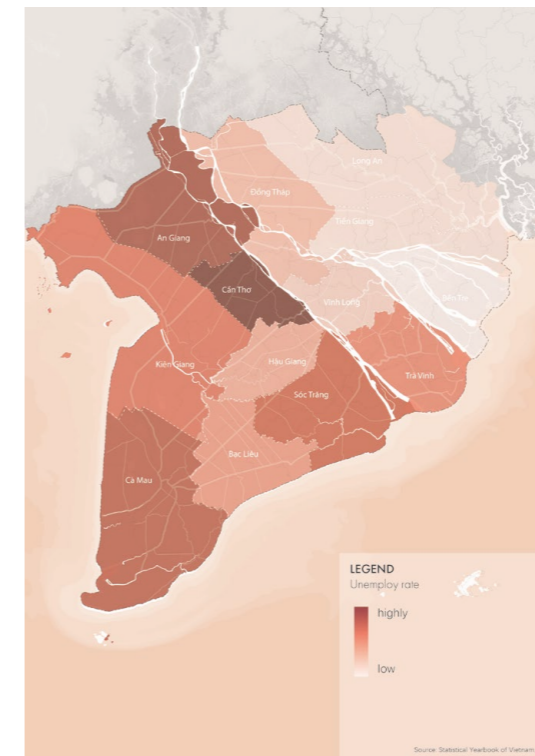 Long An
Đồng Tháp
Tiền Giang
An Giang
Cần Thơ
Bến Tre
Vĩnh Long
Hậu Giang
Kiên Giang
Trà Vinh
Sóc Trăng
Bạc Liêu
Cà Mau
LEGEND
Unemploy rate
highly
low
Source: Statistical Yearbook of Vietnam